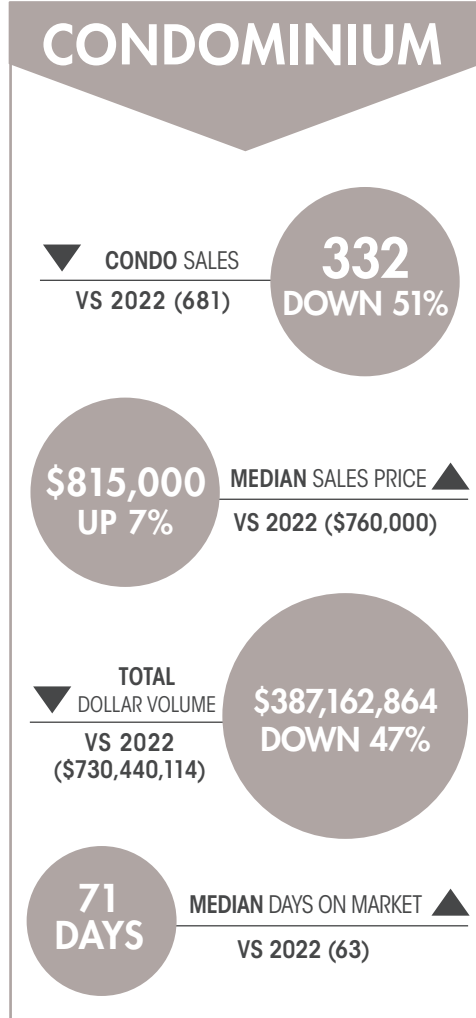 CONDOMINIUM
CONDO SALES
VS 2022 (681)
332
DOWN 51%
$815,000
UP 7%
MEDIAN SALES PRICE
VS 2022 ($760,000)
TOTAL
DOLLAR VOLUME
VS 2022
($730,440,114)
$387,162,864
DOWN 47%
71
DAYS
MEDIAN DAYS ON MARKET
VS 2022 (63)